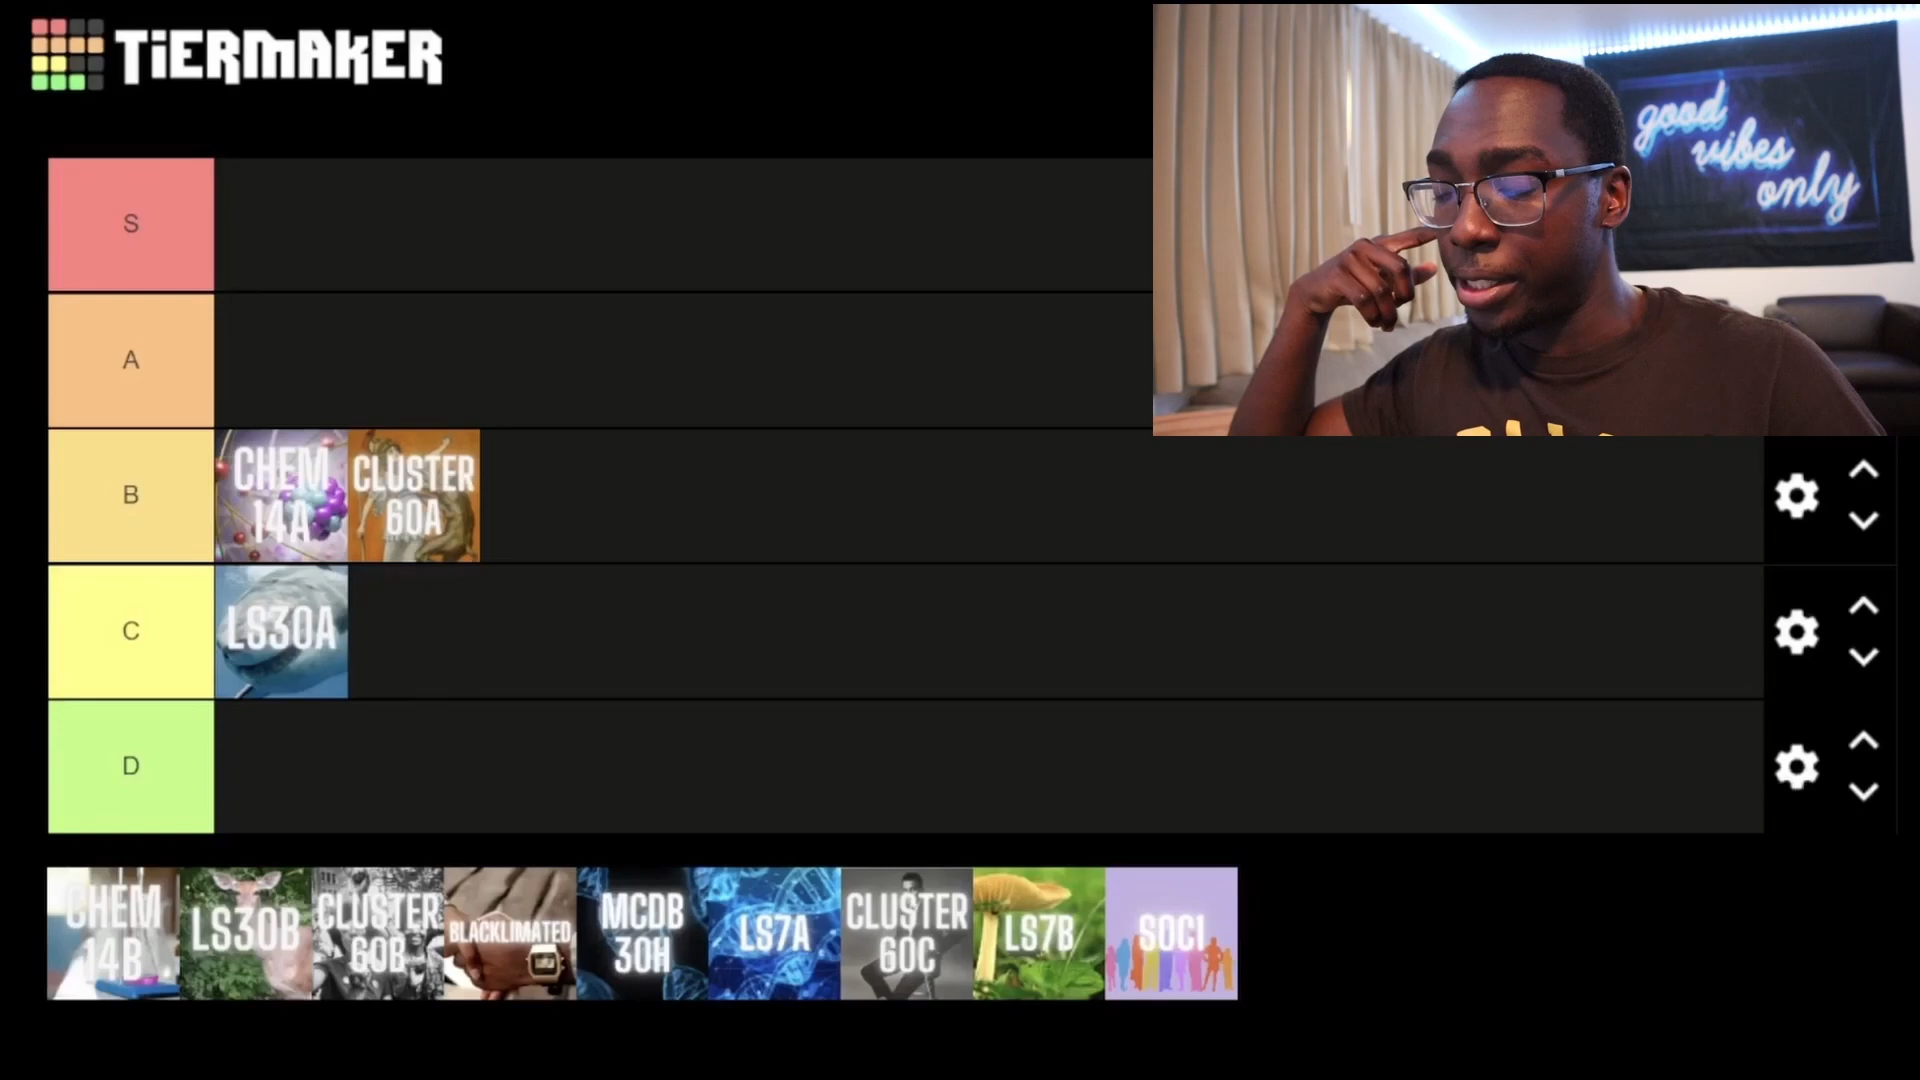 TiERMAKER
good
vibes
only
S
A
B
CHEM
14A
CLUSTER
60A
C
LS30A
D
CHEM
14B
LS30B
CLUSTER
60B
BLACKLIMATED
MCDB
30H
LS7A
CLUSTER
60C
LS7B
SOC1